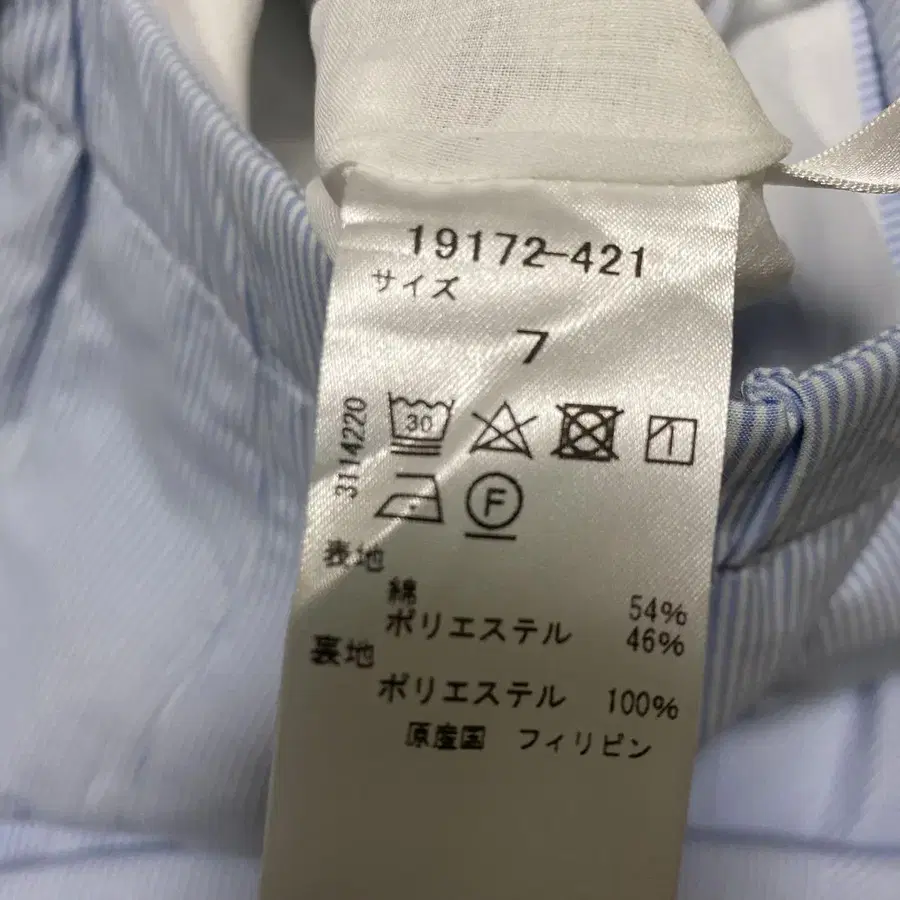 19172-421
サイズ
7
3114220
30
F
表地
綿 54%
ポリエステル 46%
裏地
ポリエステル 100%
原産国 フィリピン